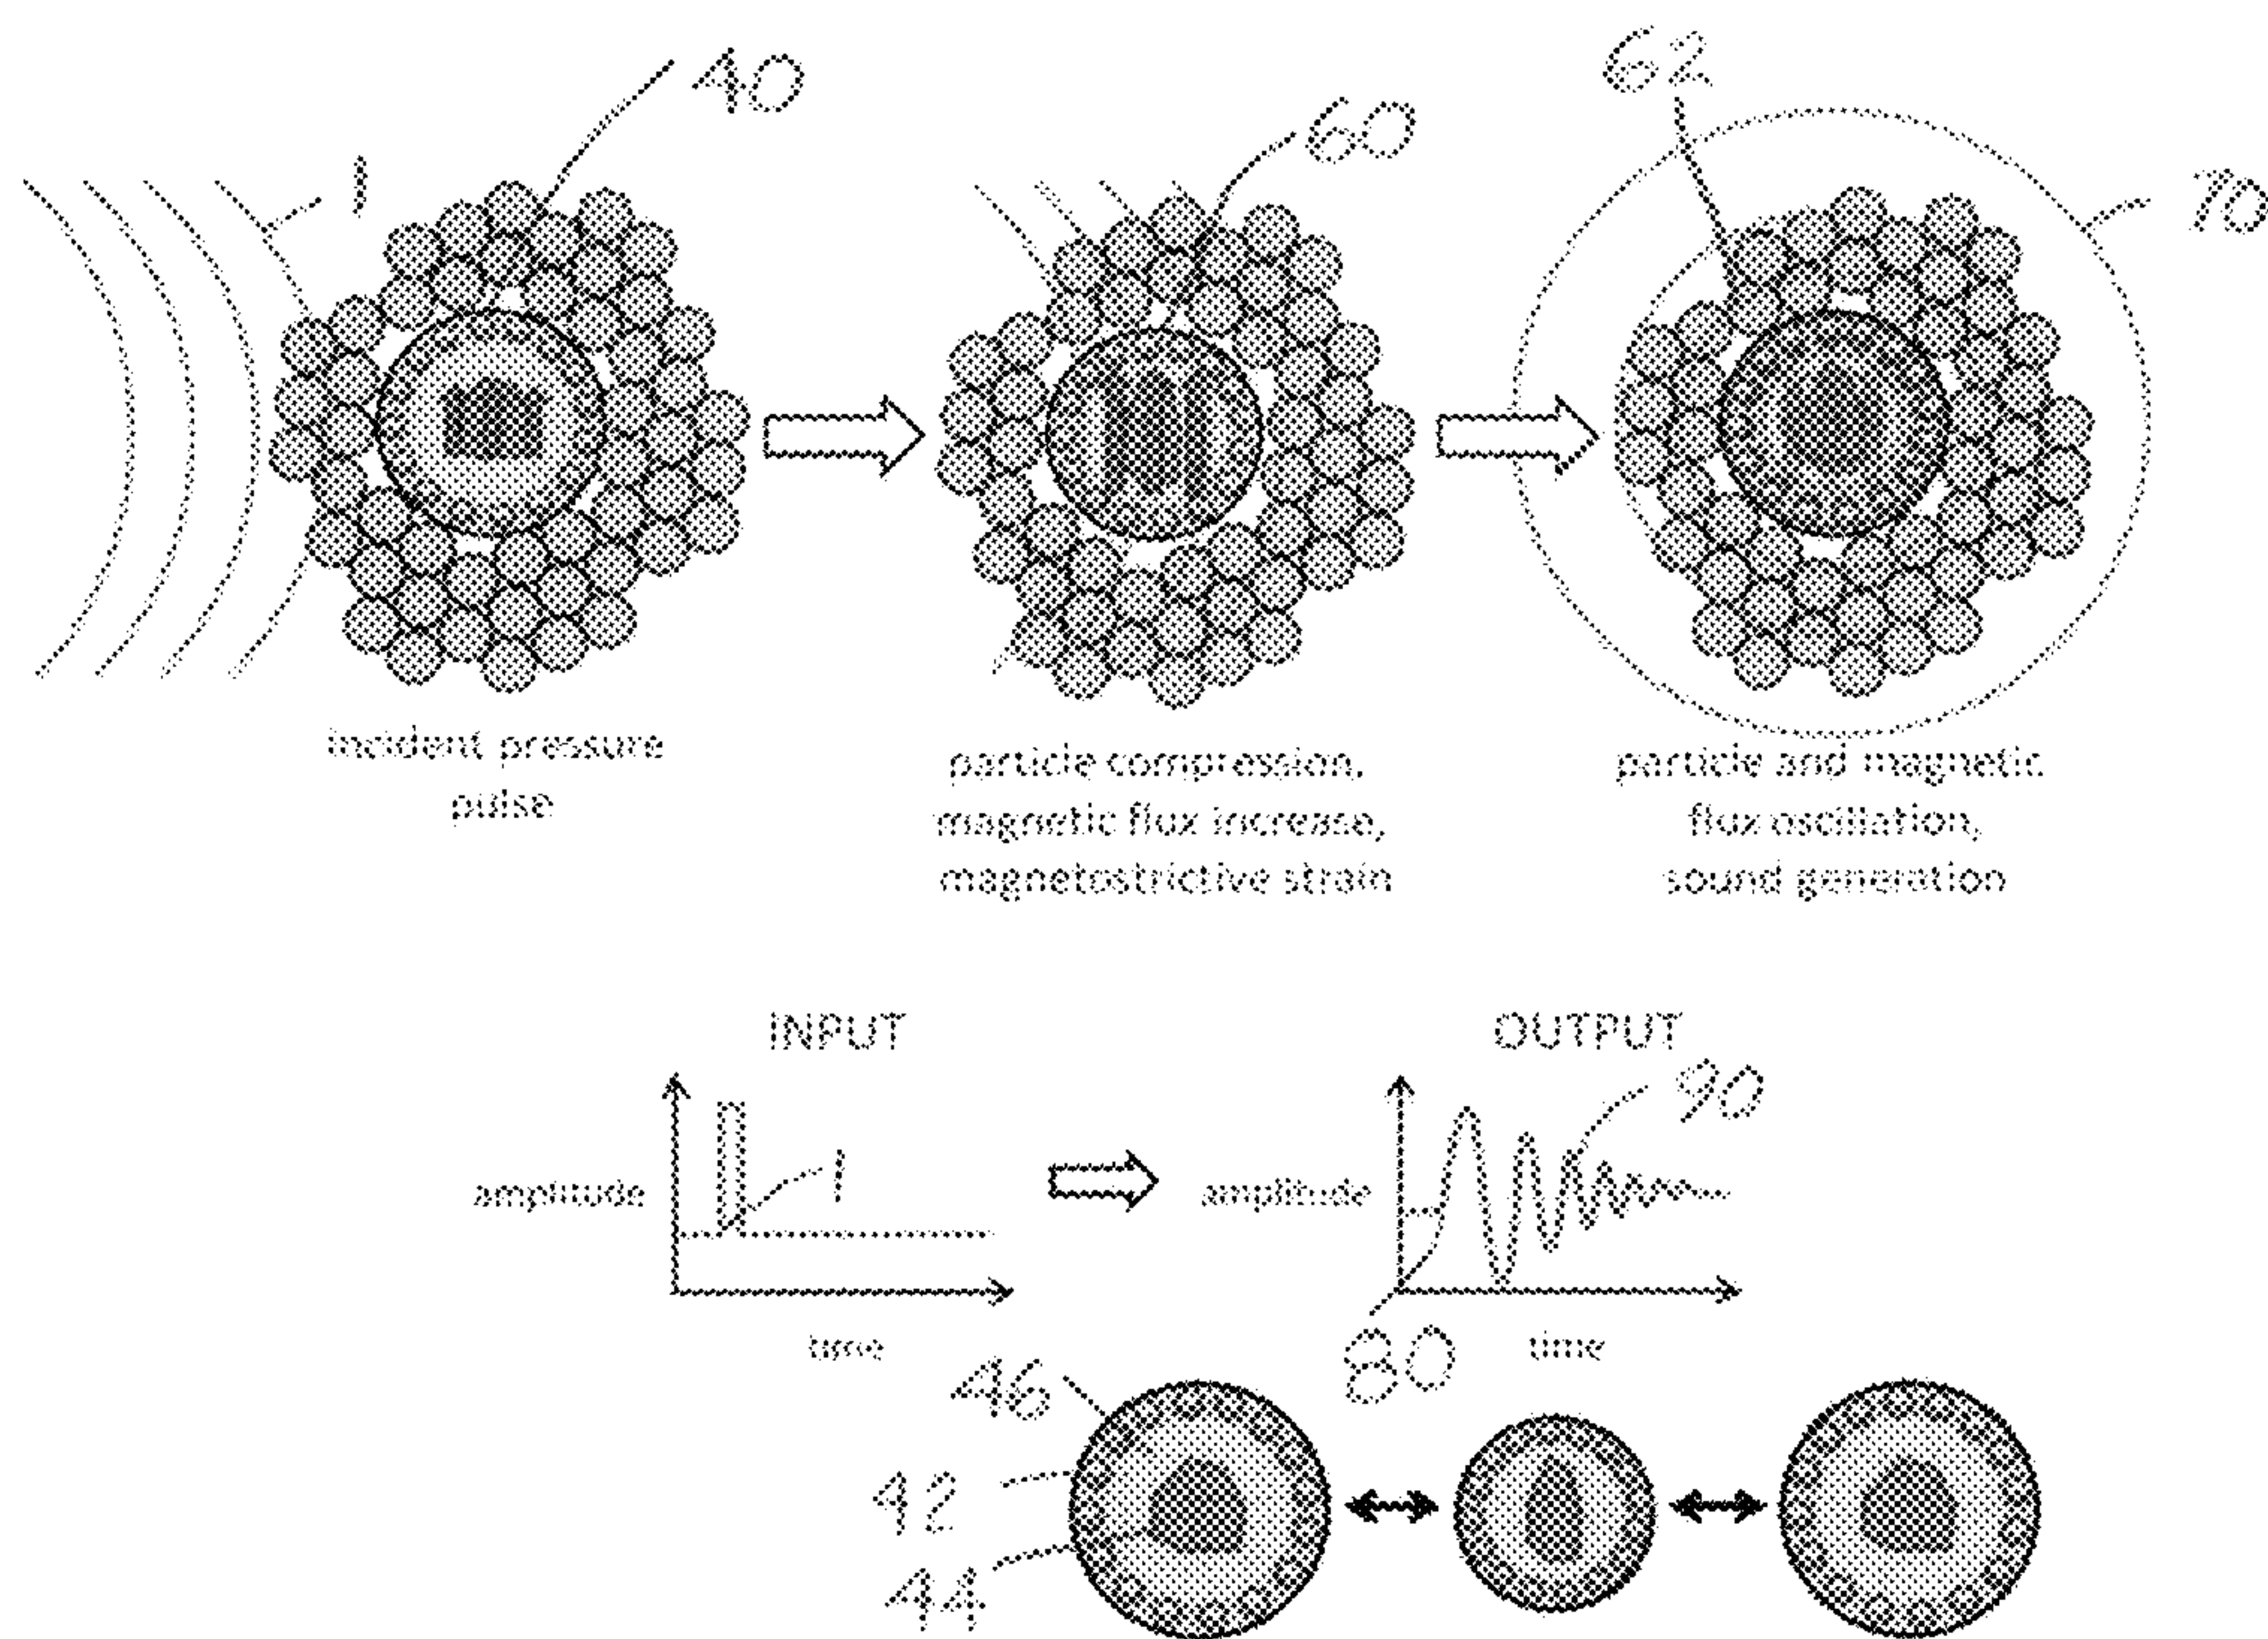 40
62
60
1
70
incident pressure
pulse
particle compression,
magnetic flux increase,
magnetostrictive strain
particle and magnetic
flux oscillation,
sound generation
INPUT
OUTPUT
90
1
amplitude
amplitude
time
80
time
46
42
44